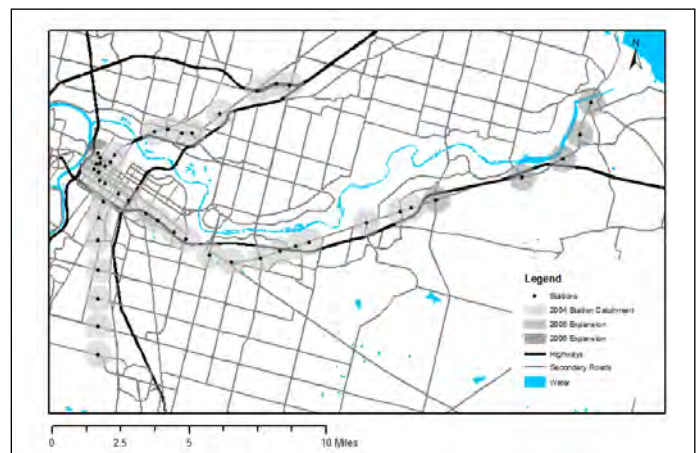 N
Legend
Stations
2004 Station Catchment
2005 Expansion
2006 Expansion
Highways
Secondary Roads
Water
0 2.5 5 10 Miles